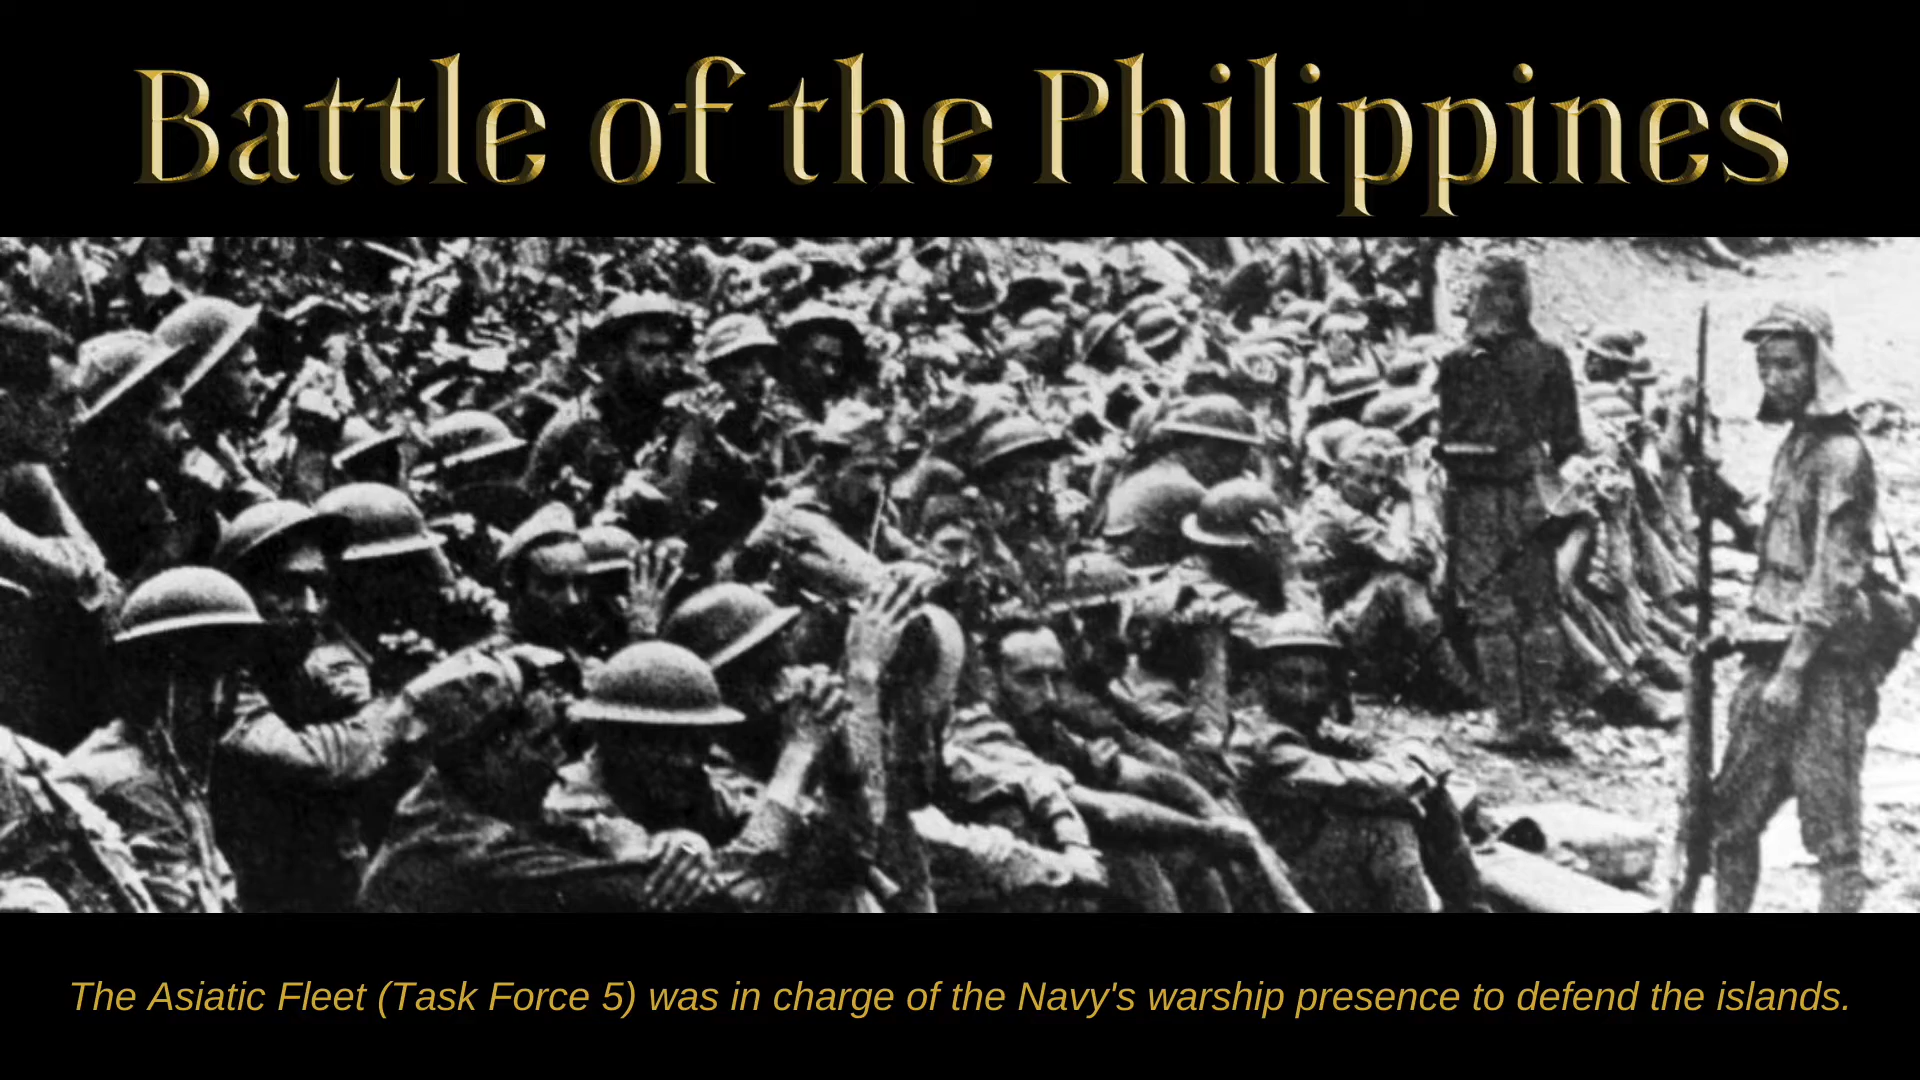 Battle of the Philippines
The Asiatic Fleet (Task Force 5) was in charge of the Navy's warship presence to defend the islands.